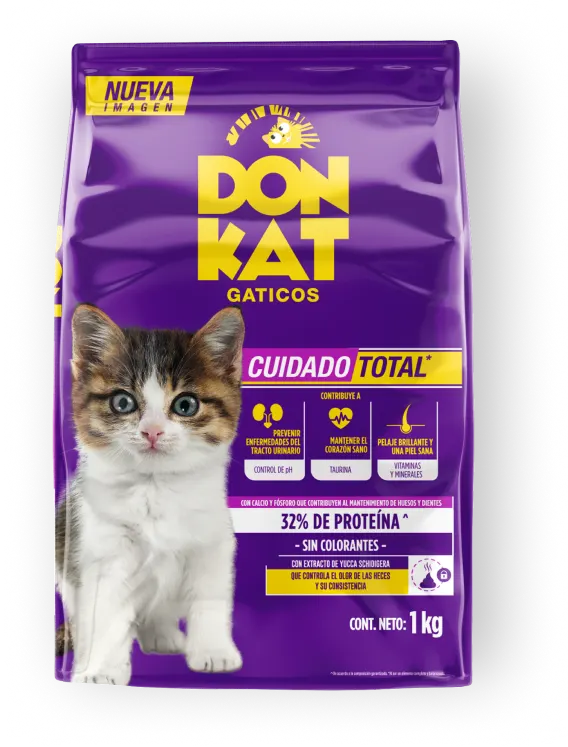 NUEVA
IMAGEN
DON
KAT
GATICOS
CUIDADO TOTAL*
CONTRIBUYE A
PREVENIR
ENFERMEDADES DEL
TRACTO URINARIO
CONTROL DE pH
MANTENER EL
CORAZÓN SANO
TAURINA
PELAJE BRILLANTE Y
UNA PIEL SANA
VITAMINAS
Y MINERALES
CON CALCIO Y FÓSFORO QUE CONTRIBUYEN AL MANTENIMIENTO DE HUESOS Y DIENTES
32% DE PROTEÍNA^
- SIN COLORANTES -
CON EXTRACTO DE YUCCA SCHIDIGERA
QUE CONTROLA EL OLOR DE LAS HECES
Y SU CONSISTENCIA
CONT. NETO: 1 kg